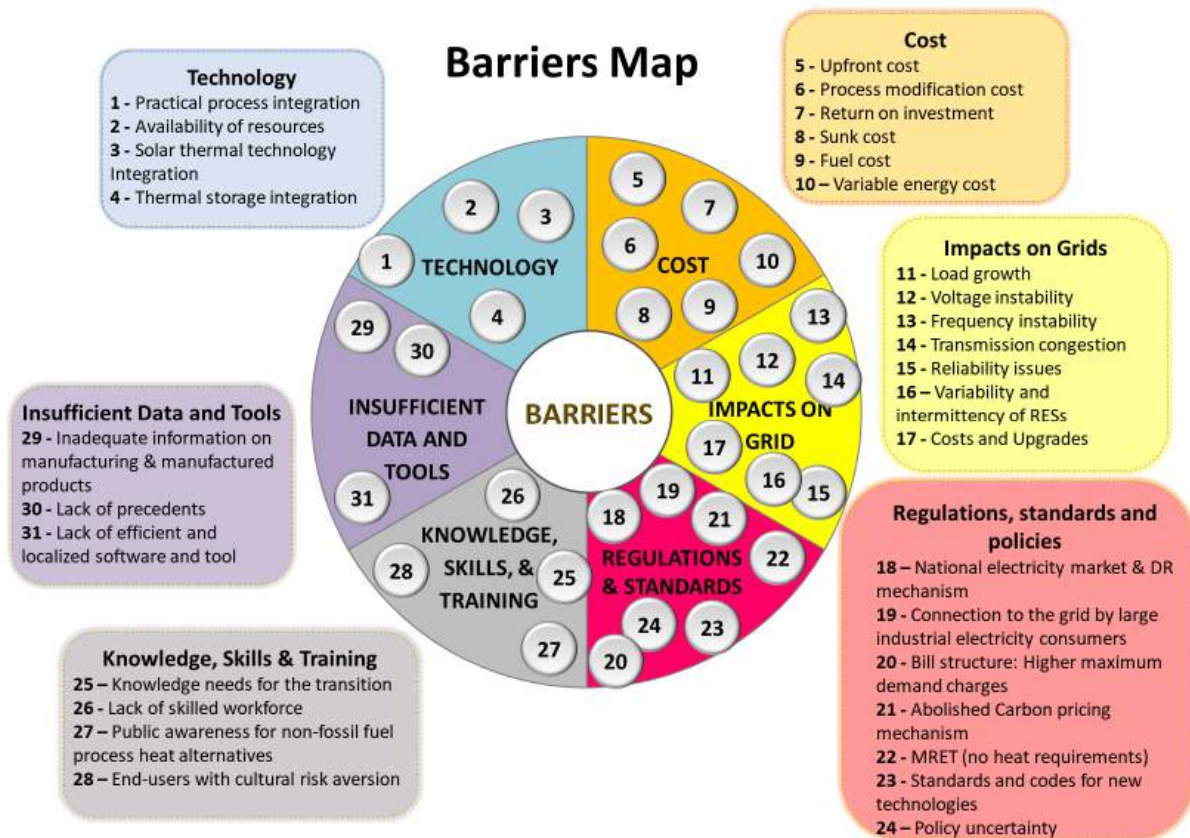 Barriers Map
Technology
1 - Practical process integration
2 - Availability of resources
3 - Solar thermal technology
Integration
4 - Thermal storage integration
Cost
5 - Upfront cost
6 - Process modification cost
7 - Return on investment
8 - Sunk cost
9 - Fuel cost
10 – Variable energy cost
Impacts on Grids
11 - Load growth
12 - Voltage instability
13 - Frequency instability
14 - Transmission congestion
15 - Reliability issues
16 – Variability and
intermittency of RESs
17 - Costs and Upgrades
Regulations, standards and
policies
18 – National electricity market & DR
mechanism
19 - Connection to the grid by large
industrial electricity consumers
20 - Bill structure: Higher maximum
demand charges
21 - Abolished Carbon pricing
mechanism
22 - MRET (no heat requirements)
23 - Standards and codes for new
technologies
24 – Policy uncertainty
Knowledge, Skills & Training
25 – Knowledge needs for the transition
26 - Lack of skilled workforce
27 – Public awareness for non-fossil fuel
process heat alternatives
28 – End-users with cultural risk aversion
Insufficient Data and Tools
29 - Inadequate information on
manufacturing & manufactured
products
30 - Lack of precedents
31 - Lack of efficient and
localized software and tool
TECHNOLOGY
1
2
3
4
COST
5
6
7
8
9
10
IMPACTS ON
GRID
11
12
13
14
15
16
17
REGULATIONS
& STANDARDS
18
19
20
21
22
23
24
KNOWLEDGE,
SKILLS, &
TRAINING
25
26
27
28
INSUFFICIENT
DATA AND
TOOLS
29
30
31
BARRIERS